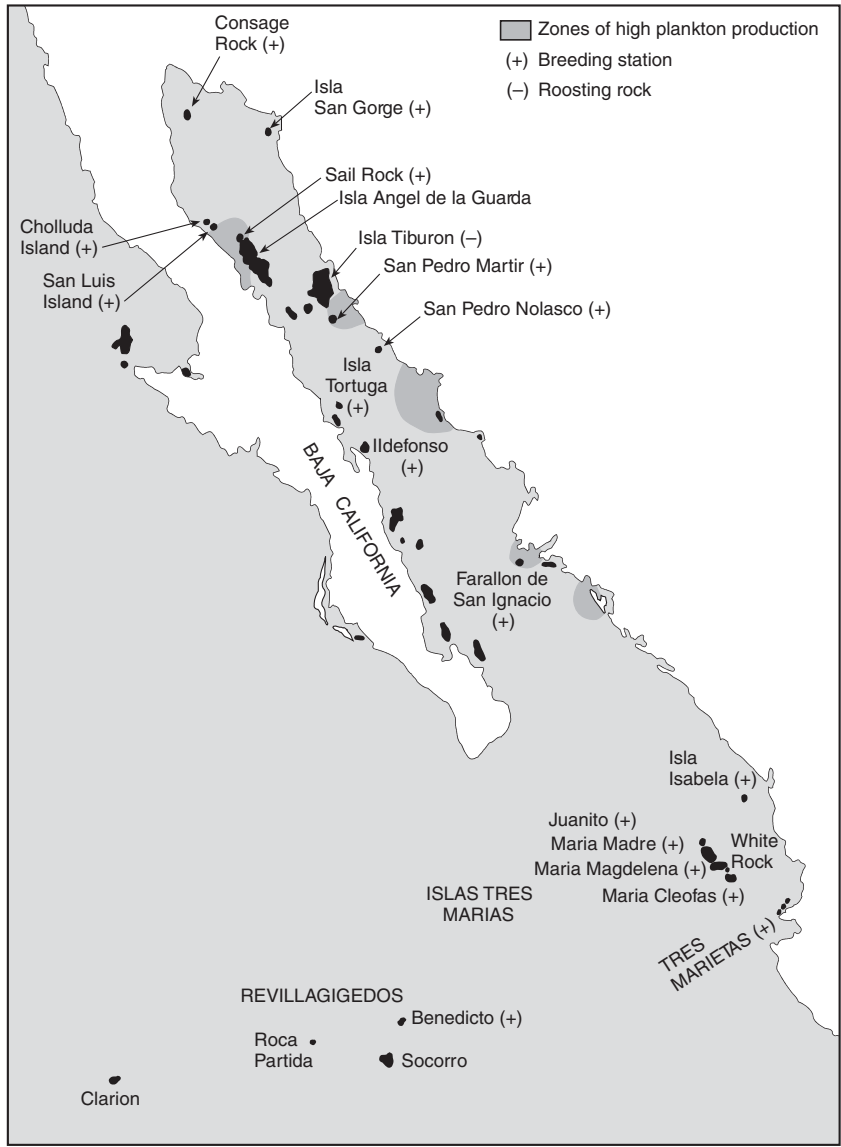 Consage
Rock (+)
Zones of high plankton production
(+) Breeding station
(–) Roosting rock
Isla
San Gorge (+)
Sail Rock (+)
Isla Angel de la Guarda
Cholluda
Island (+)
Isla Tiburon (–)
San Pedro Martir (+)
San Luis
Island (+)
San Pedro Nolasco (+)
Isla
Tortuga
(+)
Ildefonso
(+)
BAJA CALIFORNIA
Farallon de
San Ignacio
(+)
Isla
Isabela (+)
Juanito (+)
Maria Madre (+)
White
Rock
Maria Magdelena (+)
Maria Cleofas (+)
ISLAS TRES
MARIAS
TRES
MARIETAS (+)
REVILLAGIGEDOS
Benedicto (+)
Roca
Partida
Socorro
Clarion